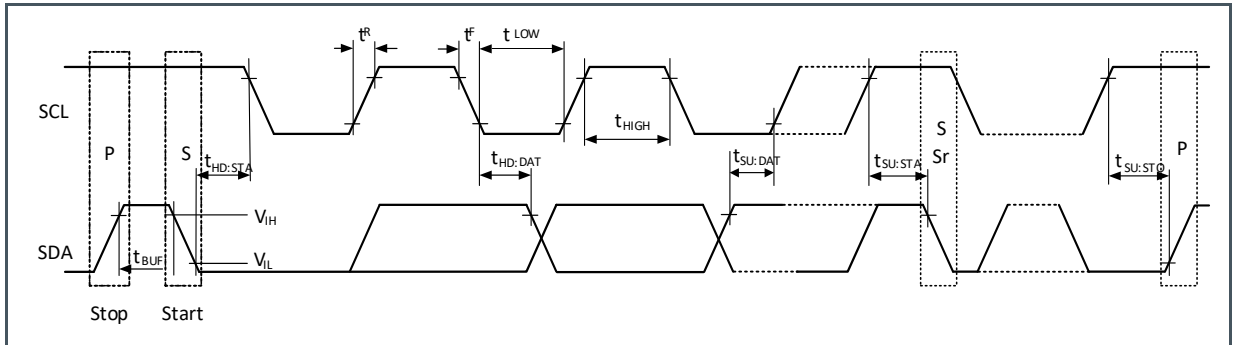 tR tF tLOW
SCL
tHIGH
P S S P
Sr
tHD:STA tHD:DAT tSU:DAT tSU:STA tSU:STO
VIH
SDA
tBUF VIL
Stop Start